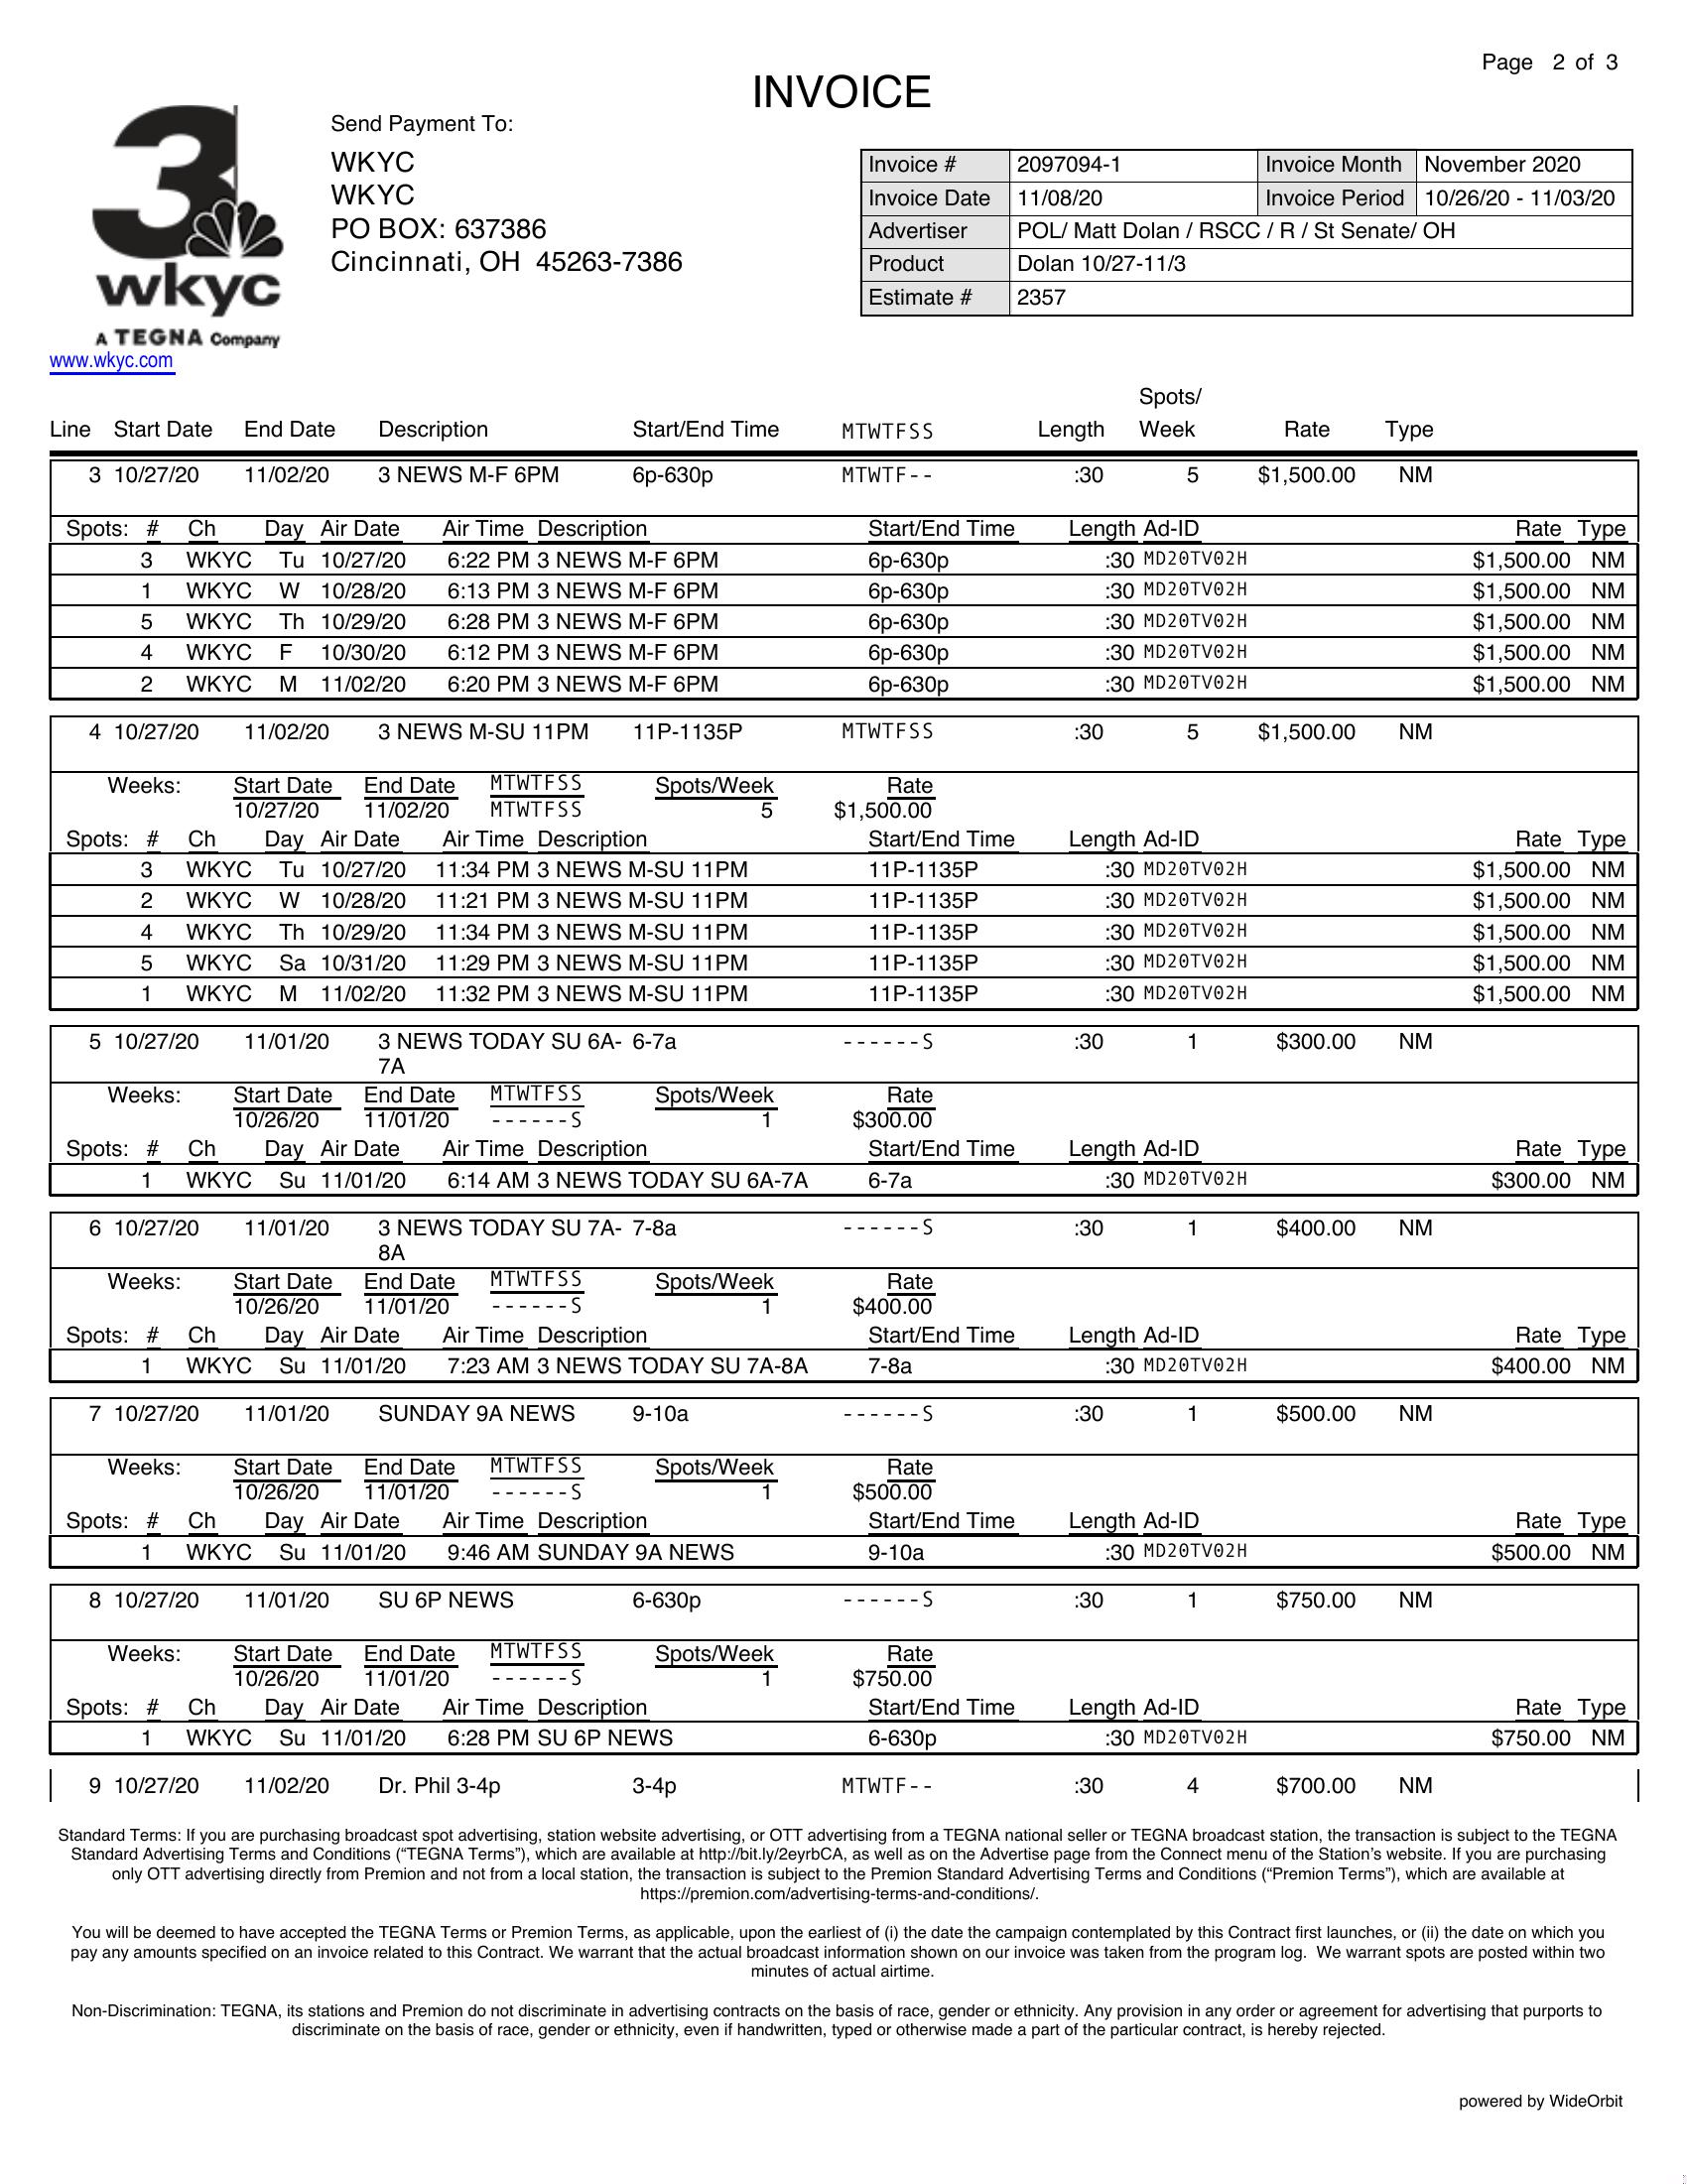 Page 2 of 3
INVOICE
3
wkyc
A TEGNA Company
www.wkyc.com
Send Payment To:
WKYC
WKYC
PO BOX: 637386
Cincinnati, OH 45263-7386
Invoice # 2097094-1 Invoice Month November 2020
Invoice Date 11/08/20 Invoice Period 10/26/20 - 11/03/20
Advertiser POL/ Matt Dolan / RSCC / R / St Senate/ OH
Product Dolan 10/27-11/3
Estimate # 2357
Spots/
Line Start Date End Date Description Start/End Time MTWTFSS Length Week Rate Type
3 10/27/20 11/02/20 3 NEWS M-F 6PM 6p-630p MTWTF-- :30 5 $1,500.00 NM
Spots: # Ch Day Air Date Air Time Description Start/End Time Length Ad-ID Rate Type
3 WKYC Tu 10/27/20 6:22 PM 3 NEWS M-F 6PM 6p-630p :30 MD20TV02H $1,500.00 NM
1 WKYC W 10/28/20 6:13 PM 3 NEWS M-F 6PM 6p-630p :30 MD20TV02H $1,500.00 NM
5 WKYC Th 10/29/20 6:28 PM 3 NEWS M-F 6PM 6p-630p :30 MD20TV02H $1,500.00 NM
4 WKYC F 10/30/20 6:12 PM 3 NEWS M-F 6PM 6p-630p :30 MD20TV02H $1,500.00 NM
2 WKYC M 11/02/20 6:20 PM 3 NEWS M-F 6PM 6p-630p :30 MD20TV02H $1,500.00 NM
4 10/27/20 11/02/20 3 NEWS M-SU 11PM 11P-1135P MTWTFSS :30 5 $1,500.00 NM
Weeks: Start Date End Date MTWTFSS Spots/Week Rate
10/27/20 11/02/20 MTWTFSS 5 $1,500.00
Spots: # Ch Day Air Date Air Time Description Start/End Time Length Ad-ID Rate Type
3 WKYC Tu 10/27/20 11:34 PM 3 NEWS M-SU 11PM 11P-1135P :30 MD20TV02H $1,500.00 NM
2 WKYC W 10/28/20 11:21 PM 3 NEWS M-SU 11PM 11P-1135P :30 MD20TV02H $1,500.00 NM
4 WKYC Th 10/29/20 11:34 PM 3 NEWS M-SU 11PM 11P-1135P :30 MD20TV02H $1,500.00 NM
5 WKYC Sa 10/31/20 11:29 PM 3 NEWS M-SU 11PM 11P-1135P :30 MD20TV02H $1,500.00 NM
1 WKYC M 11/02/20 11:32 PM 3 NEWS M-SU 11PM 11P-1135P :30 MD20TV02H $1,500.00 NM
5 10/27/20 11/01/20 3 NEWS TODAY SU 6A- 6-7a ------S :30 1 $300.00 NM
7A
Weeks: Start Date End Date MTWTFSS Spots/Week Rate
10/26/20 11/01/20 ------S 1 $300.00
Spots: # Ch Day Air Date Air Time Description Start/End Time Length Ad-ID Rate Type
1 WKYC Su 11/01/20 6:14 AM 3 NEWS TODAY SU 6A-7A 6-7a :30 MD20TV02H $300.00 NM
6 10/27/20 11/01/20 3 NEWS TODAY SU 7A- 7-8a ------S :30 1 $400.00 NM
8A
Weeks: Start Date End Date MTWTFSS Spots/Week Rate
10/26/20 11/01/20 ------S 1 $400.00
Spots: # Ch Day Air Date Air Time Description Start/End Time Length Ad-ID Rate Type
1 WKYC Su 11/01/20 7:23 AM 3 NEWS TODAY SU 7A-8A 7-8a :30 MD20TV02H $400.00 NM
7 10/27/20 11/01/20 SUNDAY 9A NEWS 9-10a ------S :30 1 $500.00 NM
Weeks: Start Date End Date MTWTFSS Spots/Week Rate
10/26/20 11/01/20 ------S 1 $500.00
Spots: # Ch Day Air Date Air Time Description Start/End Time Length Ad-ID Rate Type
1 WKYC Su 11/01/20 9:46 AM SUNDAY 9A NEWS 9-10a :30 MD20TV02H $500.00 NM
8 10/27/20 11/01/20 SU 6P NEWS 6-630p ------S :30 1 $750.00 NM
Weeks: Start Date End Date MTWTFSS Spots/Week Rate
10/26/20 11/01/20 ------S 1 $750.00
Spots: # Ch Day Air Date Air Time Description Start/End Time Length Ad-ID Rate Type
1 WKYC Su 11/01/20 6:28 PM SU 6P NEWS 6-630p :30 MD20TV02H $750.00 NM
9 10/27/20 11/02/20 Dr. Phil 3-4p 3-4p MTWTF-- :30 4 $700.00 NM
Standard Terms: If you are purchasing broadcast spot advertising, station website advertising, or OTT advertising from a TEGNA national seller or TEGNA broadcast station, the transaction is subject to the TEGNA
Standard Advertising Terms and Conditions (“TEGNA Terms”), which are available at http://bit.ly/2eyrbCA, as well as on the Advertise page from the Connect menu of the Station’s website. If you are purchasing
only OTT advertising directly from Premion and not from a local station, the transaction is subject to the Premion Standard Advertising Terms and Conditions (“Premion Terms”), which are available at
https://premion.com/advertising-terms-and-conditions/.
You will be deemed to have accepted the TEGNA Terms or Premion Terms, as applicable, upon the earliest of (i) the date the campaign contemplated by this Contract first launches, or (ii) the date on which you
pay any amounts specified on an invoice related to this Contract. We warrant that the actual broadcast information shown on our invoice was taken from the program log. We warrant spots are posted within two
minutes of actual airtime.
Non-Discrimination: TEGNA, its stations and Premion do not discriminate in advertising contracts on the basis of race, gender or ethnicity. Any provision in any order or agreement for advertising that purports to
discriminate on the basis of race, gender or ethnicity, even if handwritten, typed or otherwise made a part of the particular contract, is hereby rejected.
powered by WideOrbit